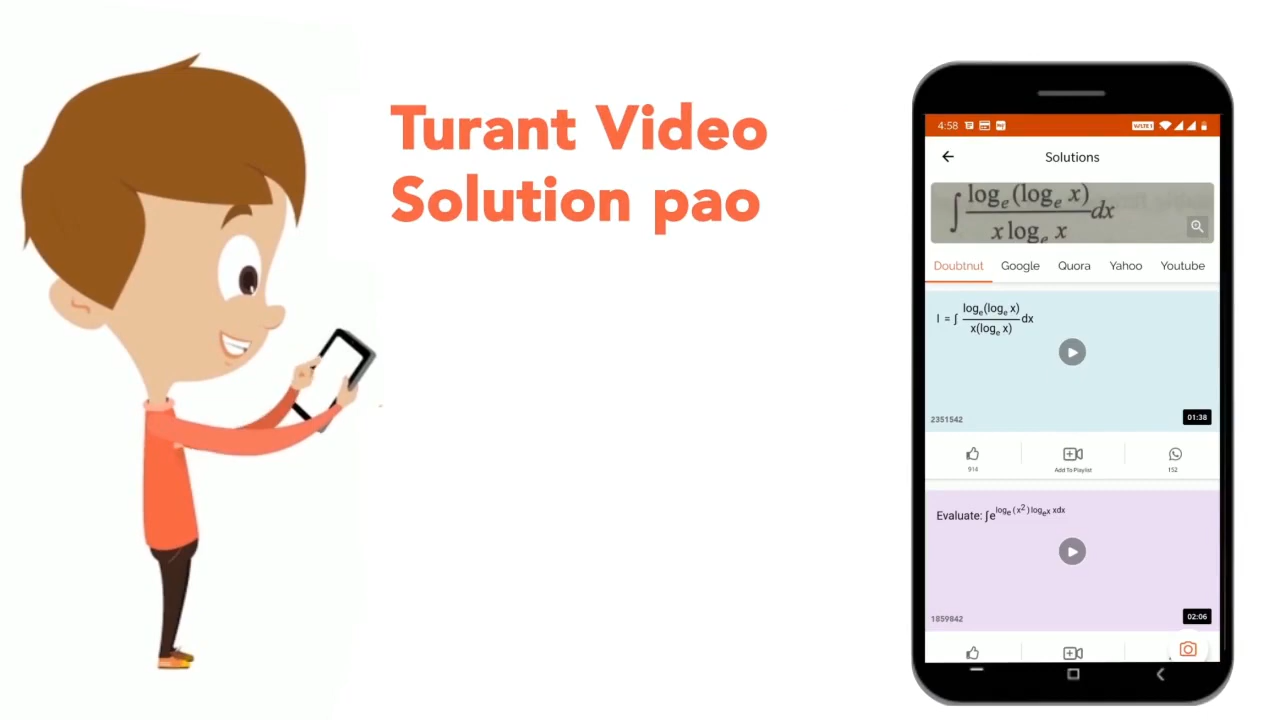 Turant Video
Solution pao
4:58
VoLTE1
Solutions
∫ logₑ(logₑ x) / x logₑ x dx
Doubtnut Google Quora Yahoo Youtube
I = ∫ logₑ(logₑ x) / x(logₑ x) dx
2351542 01:38
914 Add To Playlist 152
Evaluate: ∫e^logₑ(x²)logₑx xdx
1859842 02:06